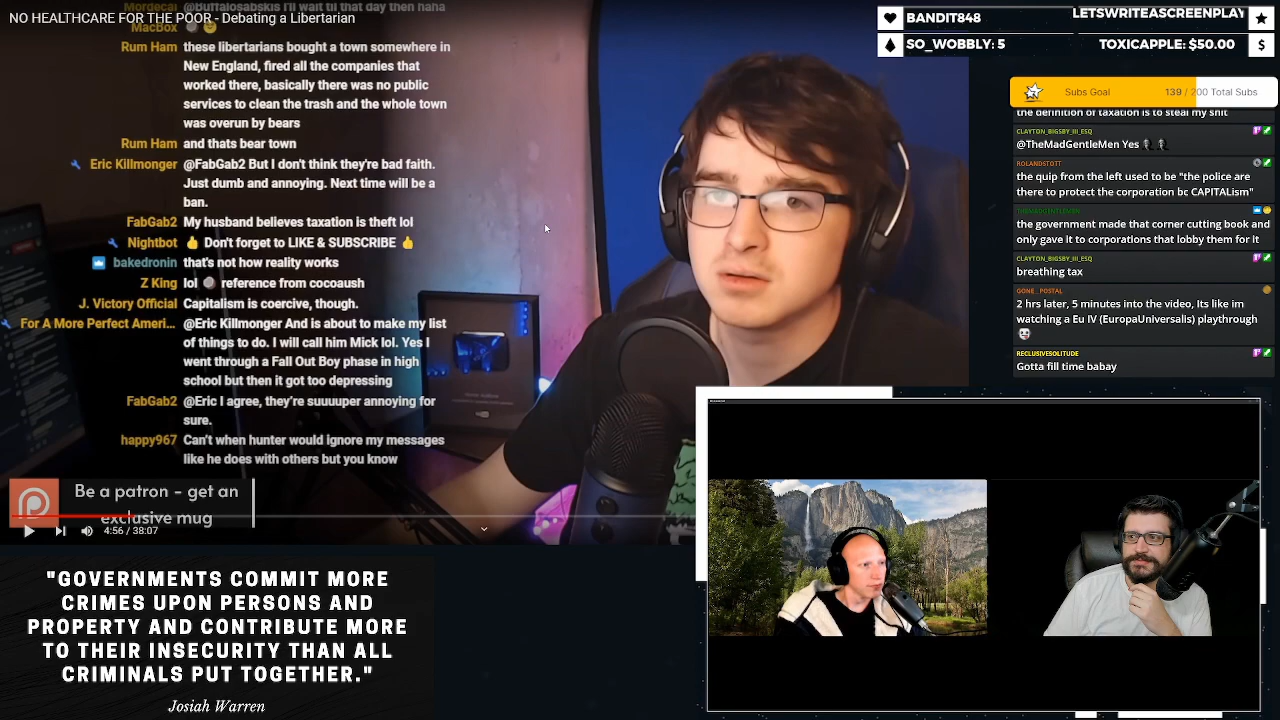 Mordecai @Buffalosabskis I'll wait til that day then haha
NO HEALTHCARE FOR THE POOR - Debating a Libertarian
MacBox
Rum Ham these libertarians bought a town somewhere in
New England, fired all the companies that
worked there, basically there was no public
services to clean the trash and the whole town
was overun by bears
Rum Ham and thats bear town
Eric Killmonger @FabGab2 But I don't think they're bad faith.
Just dumb and annoying. Next time will be a
ban.
FabGab2 My husband believes taxation is theft lol
Nightbot 👍 Don't forget to LIKE & SUBSCRIBE 👍
bakedronin that's not how reality works
Z King lol reference from cocoaush
J. Victory Official Capitalism is coercive, though.
For A More Perfect Ameri... @Eric Killmonger And is about to make my list
of things to do. I will call him Mick lol. Yes I
went through a Fall Out Boy phase in high
school but then it got too depressing
FabGab2 @Eric I agree, they're suuuuper annoying for
sure.
happy967 Can't when hunter would ignore my messages
like he does with others but you know
Be a patron - get an
exclusive mug
4:56 / 38:07
"GOVERNMENTS COMMIT MORE
CRIMES UPON PERSONS AND
PROPERTY AND CONTRIBUTE MORE
TO THEIR INSECURITY THAN ALL
CRIMINALS PUT TOGETHER."
Josiah Warren
BANDIT848
LETSWRITEASCREENPLAY
SO_WOBBLY: 5
TOXICAPPLE: $50.00
$
Subs Goal 139 / 200 Total Subs
the definition of taxation is to steal my shit
CLAYTON_BIGSBY_III_ESQ
@TheMadGentleMen Yes
ROLANDSTOTT
the quip from the left used to be "the police are
there to protect the corporation bc CAPITALism"
THEMADGENTLEMEN
the government made that corner cutting book and
only gave it to corporations that lobby them for it
CLAYTON_BIGSBY_III_ESQ
breathing tax
GONE_POSTAL
2 hrs later, 5 minutes into the video, Its like im
watching a Eu IV (EuropaUniversalis) playthrough
RECLUSIVESOLITUDE
Gotta fill time babay